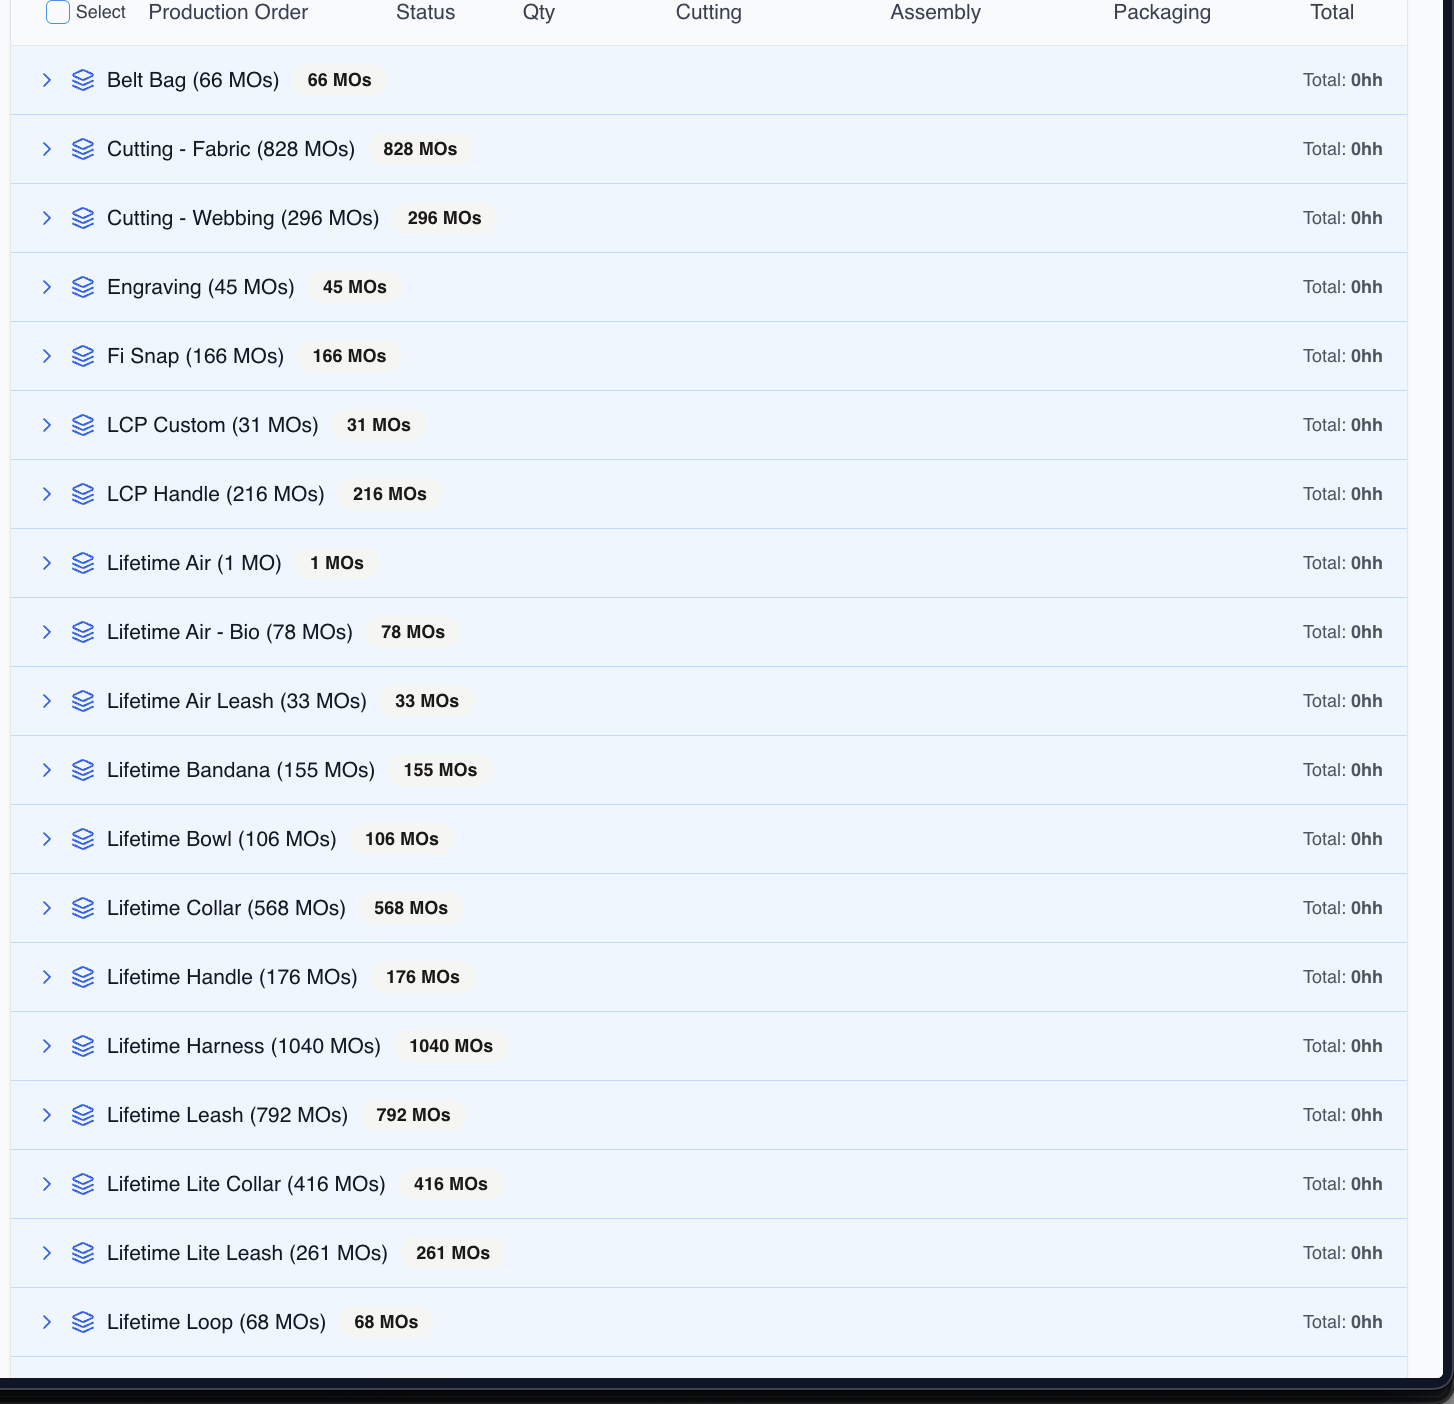 Select Production Order Status Qty Cutting Assembly Packaging Total
Belt Bag (66 MOs) 66 MOs Total: 0hh
Cutting - Fabric (828 MOs) 828 MOs Total: 0hh
Cutting - Webbing (296 MOs) 296 MOs Total: 0hh
Engraving (45 MOs) 45 MOs Total: 0hh
Fi Snap (166 MOs) 166 MOs Total: 0hh
LCP Custom (31 MOs) 31 MOs Total: 0hh
LCP Handle (216 MOs) 216 MOs Total: 0hh
Lifetime Air (1 MO) 1 MOs Total: 0hh
Lifetime Air - Bio (78 MOs) 78 MOs Total: 0hh
Lifetime Air Leash (33 MOs) 33 MOs Total: 0hh
Lifetime Bandana (155 MOs) 155 MOs Total: 0hh
Lifetime Bowl (106 MOs) 106 MOs Total: 0hh
Lifetime Collar (568 MOs) 568 MOs Total: 0hh
Lifetime Handle (176 MOs) 176 MOs Total: 0hh
Lifetime Harness (1040 MOs) 1040 MOs Total: 0hh
Lifetime Leash (792 MOs) 792 MOs Total: 0hh
Lifetime Lite Collar (416 MOs) 416 MOs Total: 0hh
Lifetime Lite Leash (261 MOs) 261 MOs Total: 0hh
Lifetime Loop (68 MOs) 68 MOs Total: 0hh